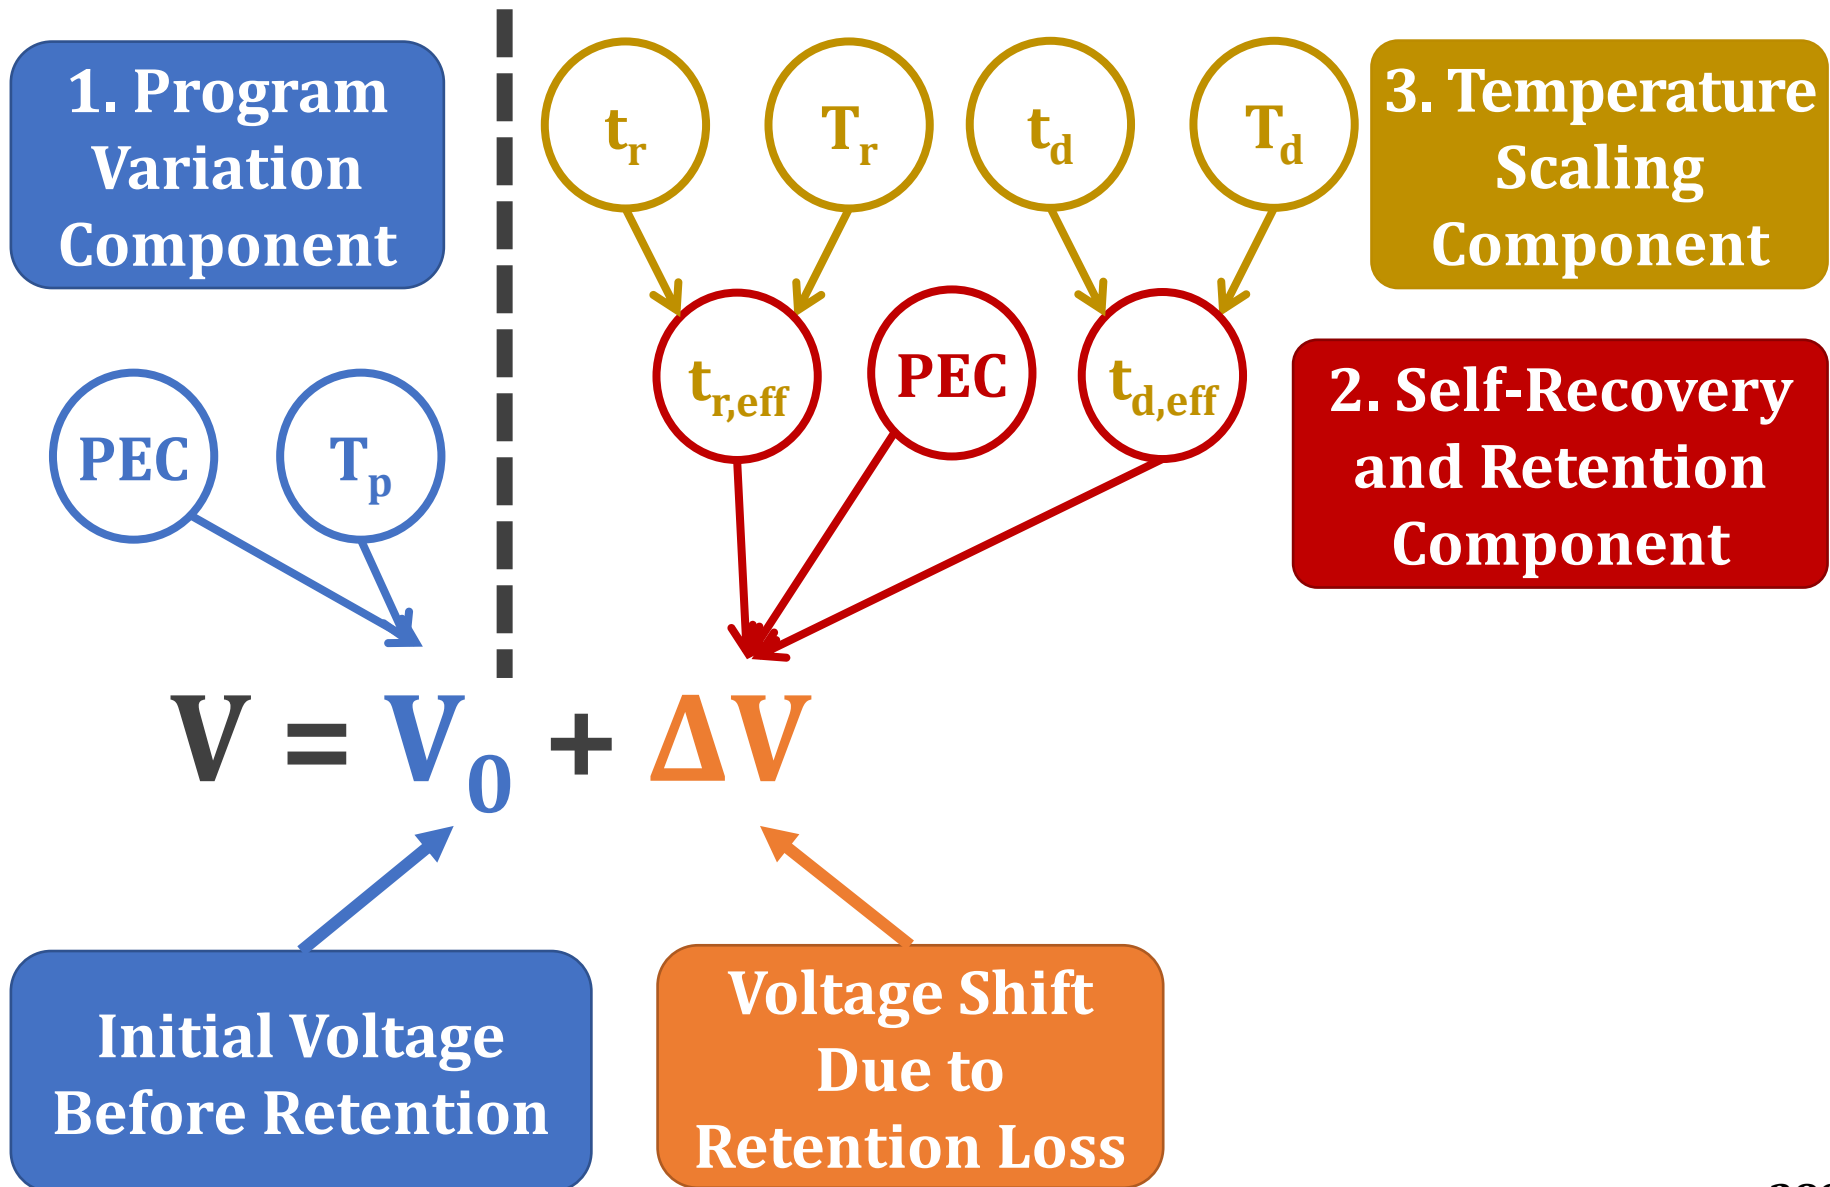 1. Program
Variation
Component
t_r
T_r
t_d
T_d
3. Temperature
Scaling
Component
PEC
T_p
t_r,eff
PEC
t_d,eff
2. Self-Recovery
and Retention
Component
V = V_0 + ΔV
Initial Voltage
Before Retention
Voltage Shift
Due to
Retention Loss